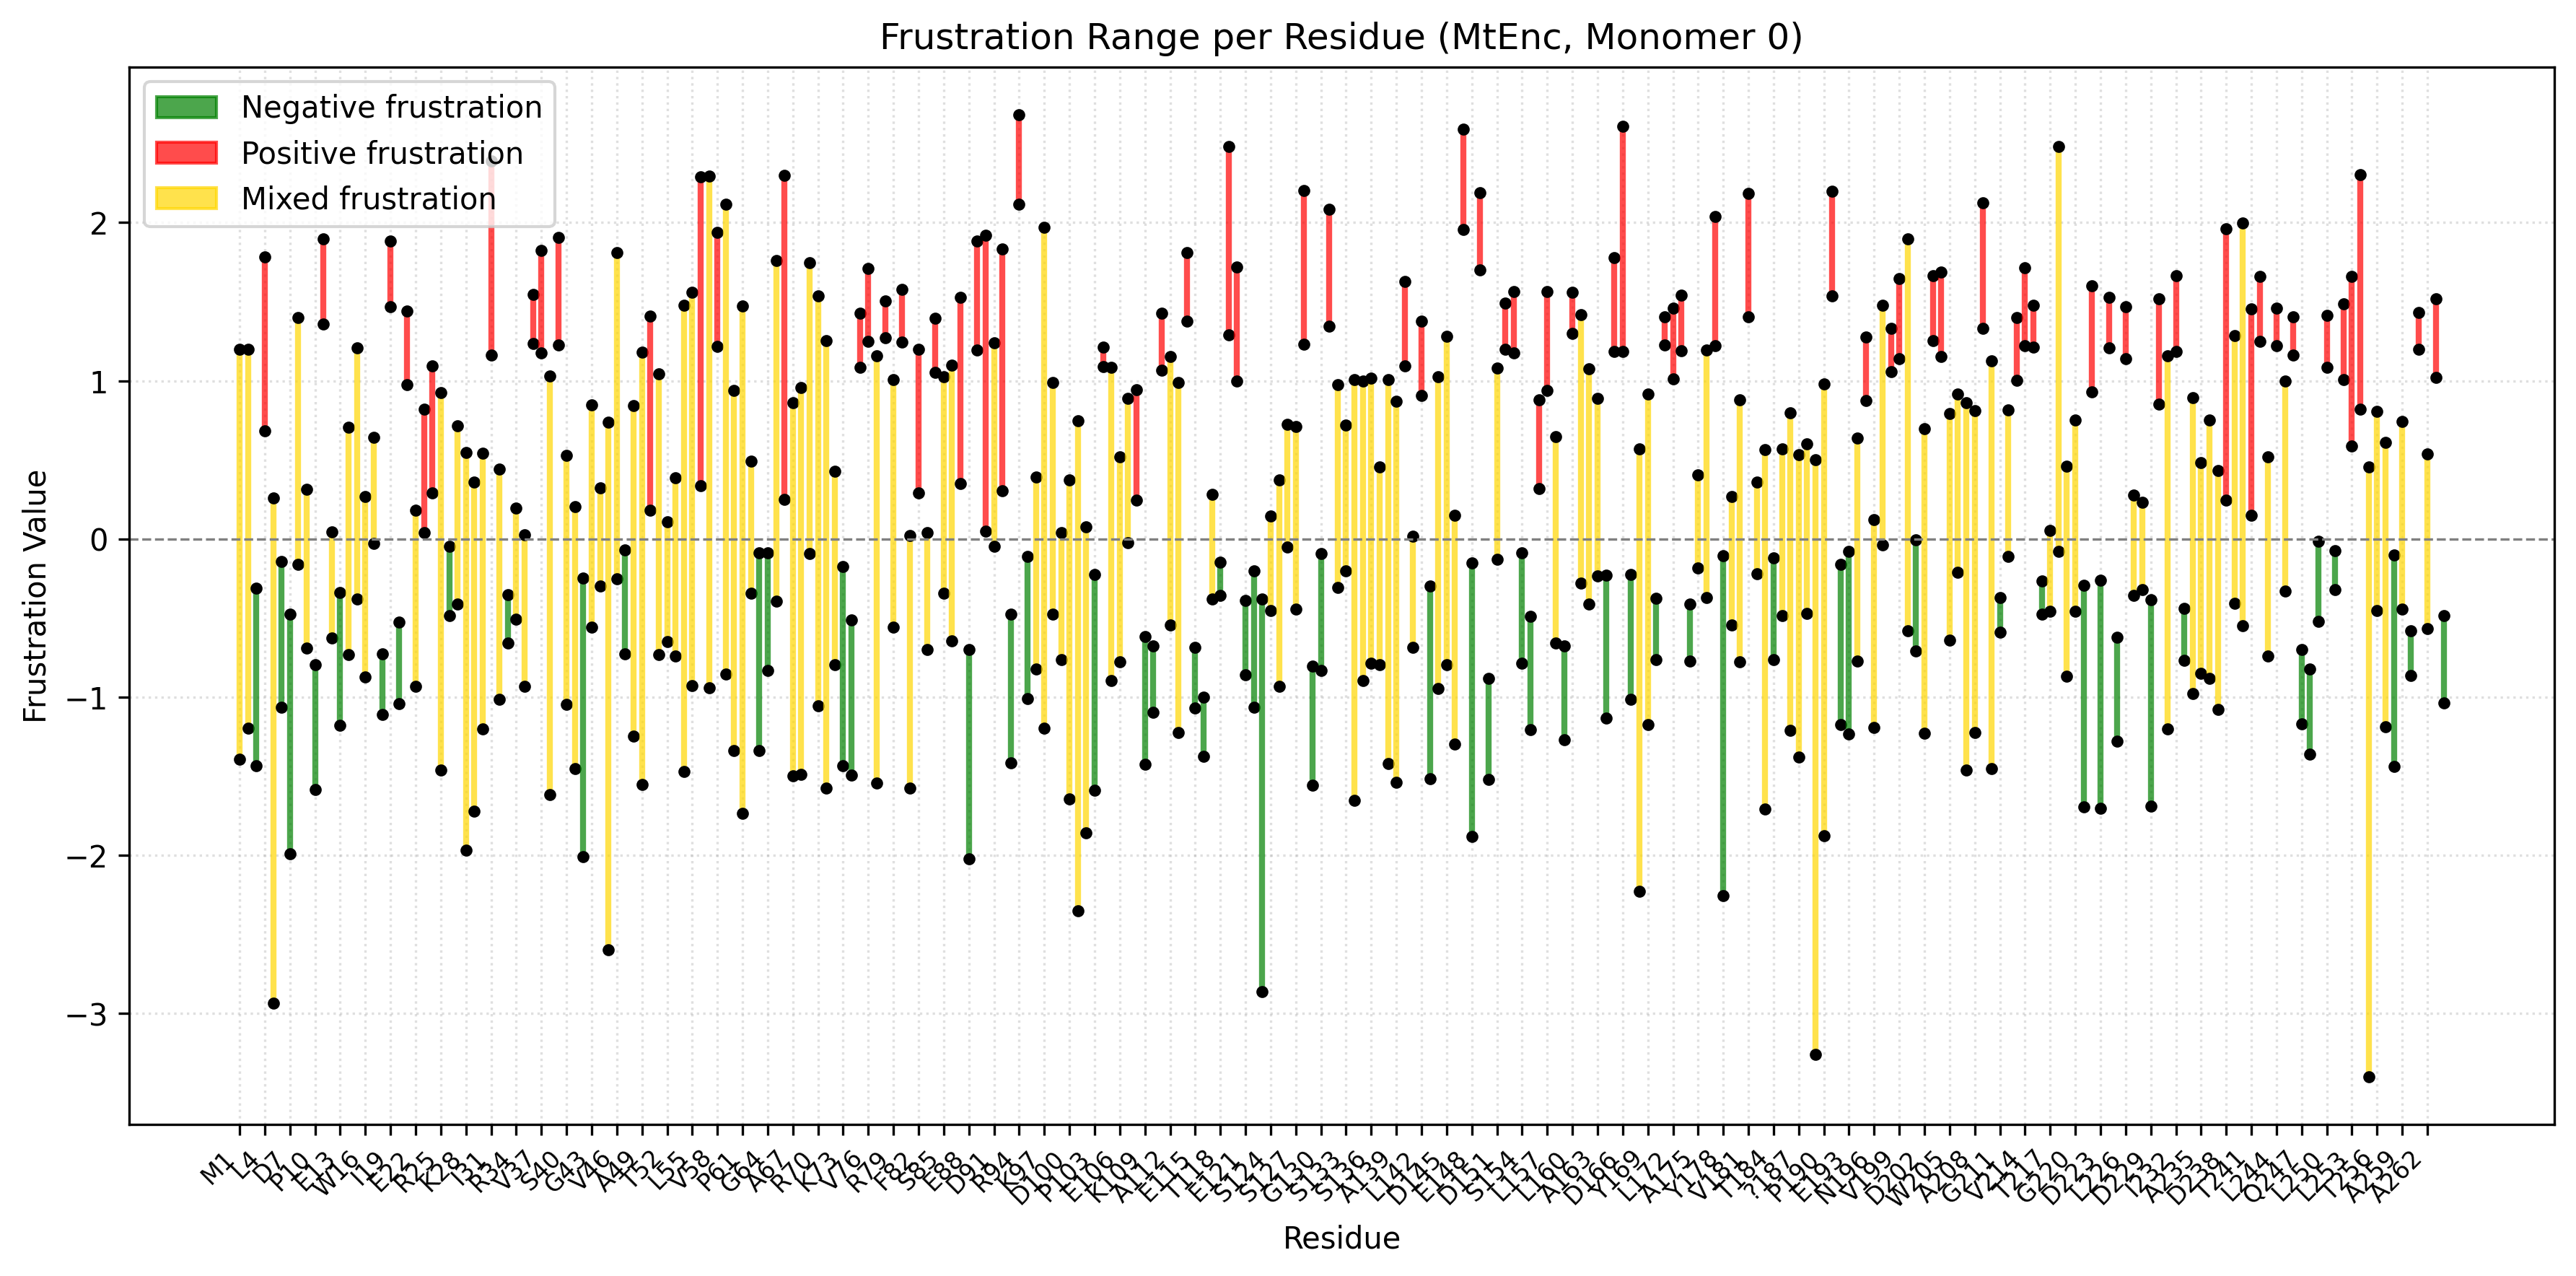 Frustration Range per Residue (MtEnc, Monomer 0)
Negative frustration
Positive frustration
Mixed frustration
Frustration Value
2
1
0
−1
−2
−3
M1 L4 D7 P10 E13 W16 I19 E22 R25 K28 I31 R34 V37 S40 G43 V46 A49 T52 L55 V58 P61 G64 A67 R70 K73 V76 R79 F82 S85 E88 D91 R94 K97 D100 P103 E106 K109 A112 E115 T118 E121 S124 S127 G130 S133 S136 A139 L142 D145 E148 D151 S154 L157 L160 A163 D166 Y169 L172 A175 Y178 V181 T184 ?187 P190 E193 N196 V199 D202 W205 A208 G211 V214 T217 G220 D223 L226 D229 I232 A235 D238 T241 L244 Q247 L250 L253 T256 A259 A262
Residue